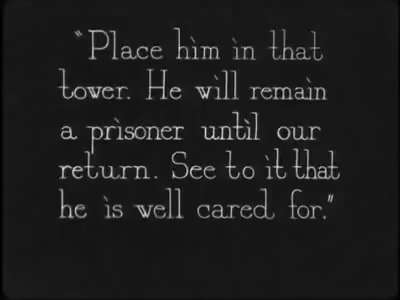 "Place him in that
tower. He will remain
a prisoner until our
return. See to it that
he is well cared for."